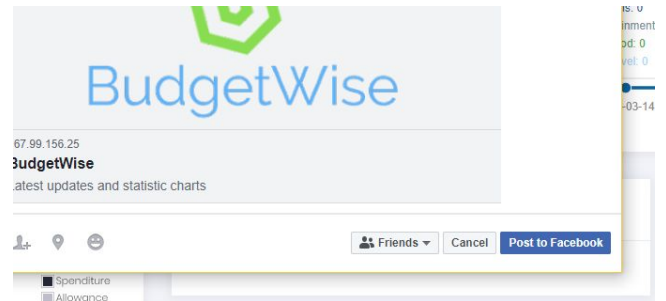 BudgetWise
67.99.156.25
BudgetWise
Latest updates and statistic charts
Friends
Cancel
Post to Facebook
Spenditure
Allowance
inment
od: 0
vel: 0
-03-14